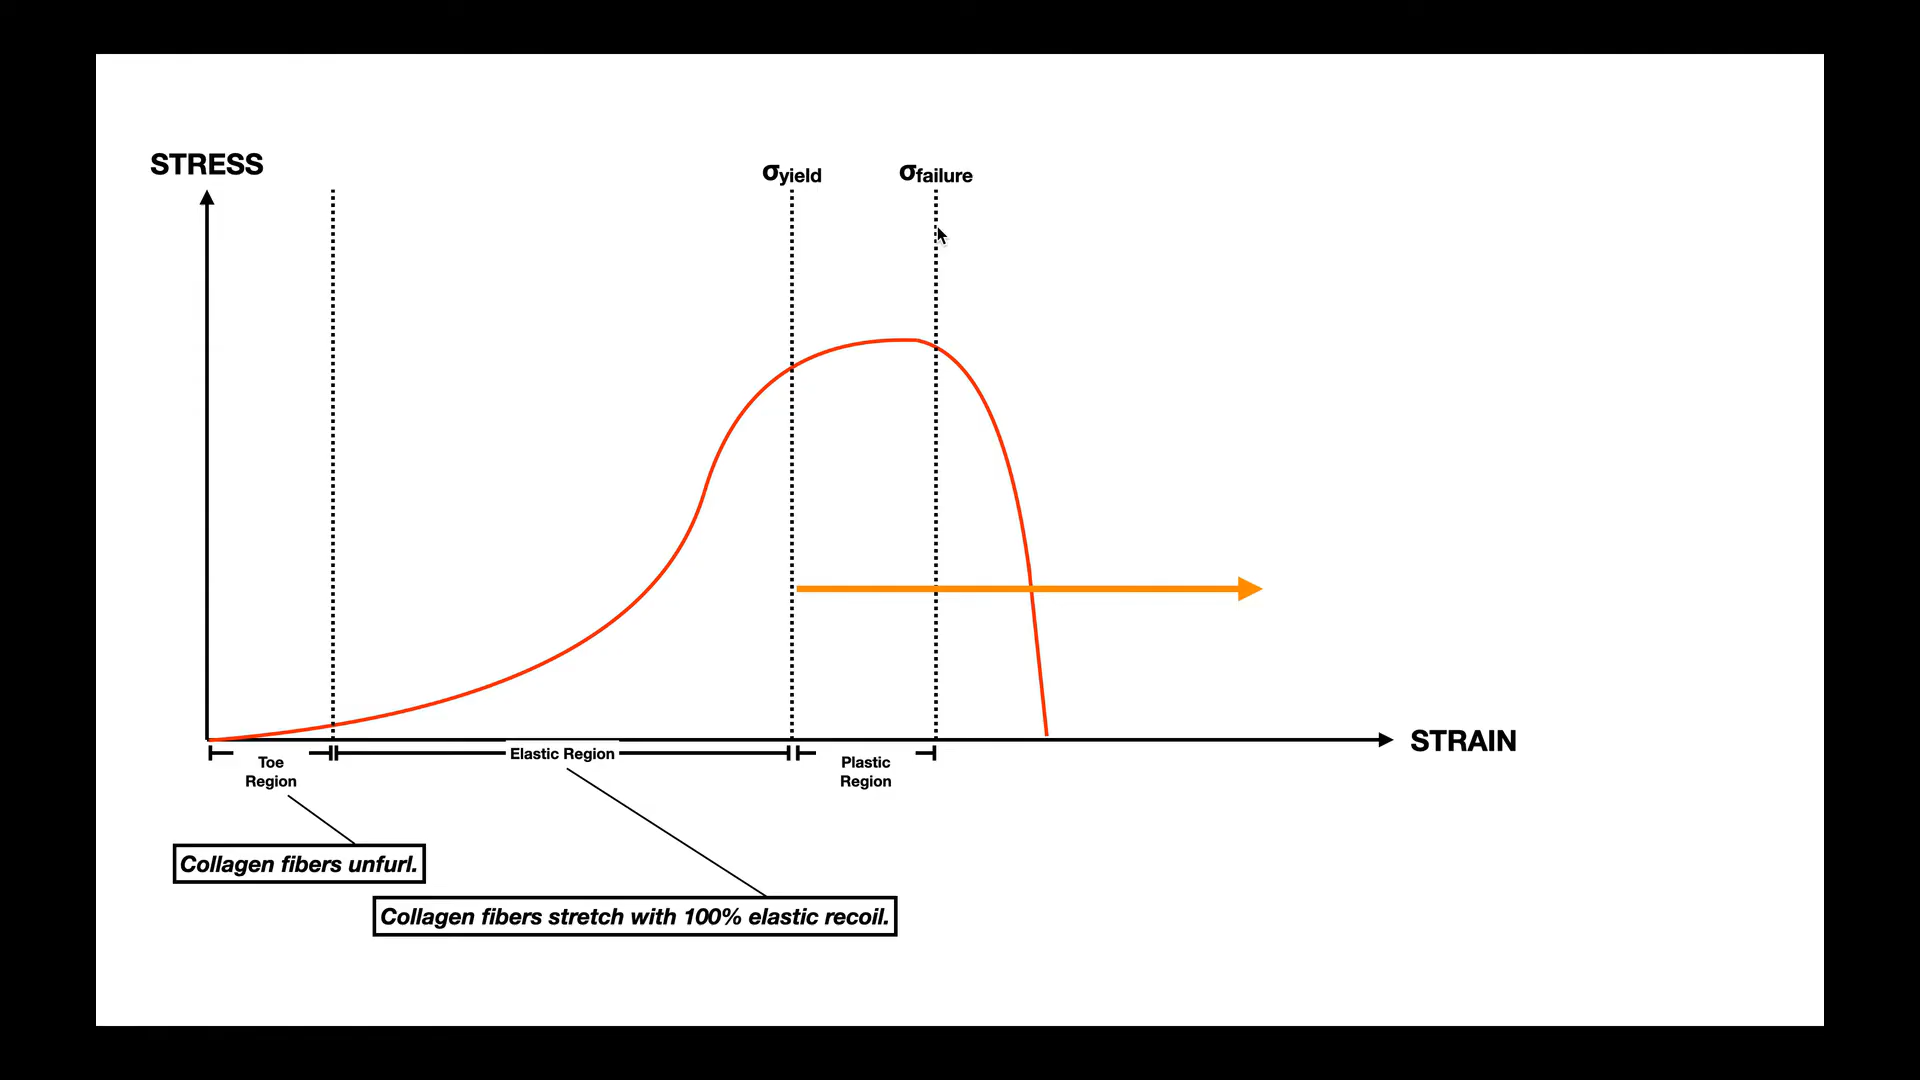 STRESS
σyield
σfailure
STRAIN
Toe
Region
Elastic Region
Plastic
Region
Collagen fibers unfurl.
Collagen fibers stretch with 100% elastic recoil.